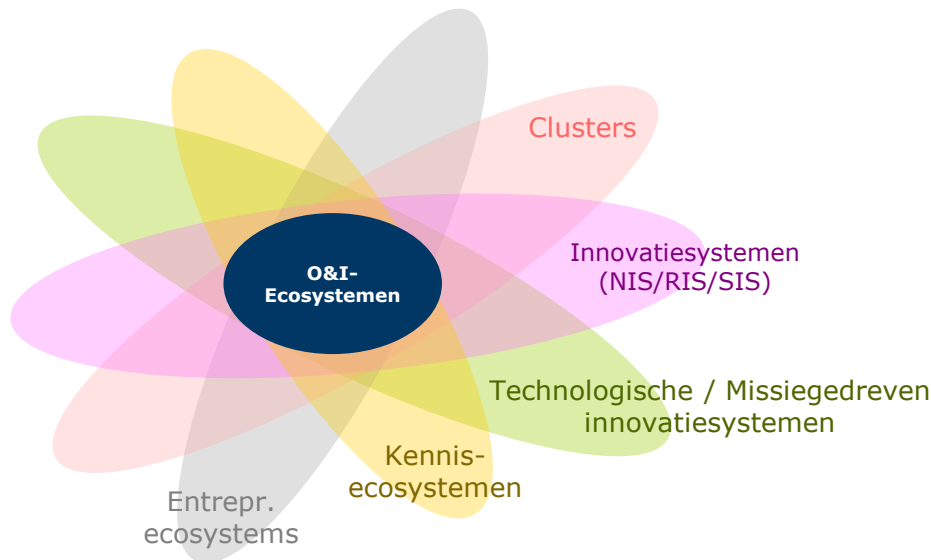 Clusters
Innovatiesystemen
(NIS/RIS/SIS)
O&I-
Ecosystemen
Technologische / Missiegedreven
innovatiesystemen
Kennis-
ecosystemen
Entrepr.
ecosystems